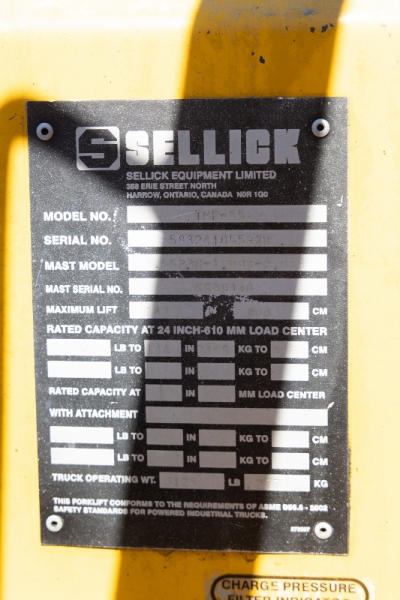 S SELLICK
SELLICK EQUIPMENT LIMITED
358 ERIE STREET NORTH
HARROW, ONTARIO, CANADA N0R 1G0
MODEL NO.
SERIAL NO.
MAST MODEL
MAST SERIAL NO.
MAXIMUM LIFT CM
RATED CAPACITY AT 24 INCH-610 MM LOAD CENTER
LB TO IN KG TO CM
LB TO IN KG TO CM
RATED CAPACITY AT IN MM LOAD CENTER
WITH ATTACHMENT
LB TO IN KG TO CM
LB TO IN KG TO CM
TRUCK OPERATING WT. LB KG
THIS FORKLIFT CONFORMS TO THE REQUIREMENTS OF ASME B56.6 - 2002
SAFETY STANDARDS FOR POWERED INDUSTRIAL TRUCKS.
CHARGE PRESSURE
FILTER INDICATOR